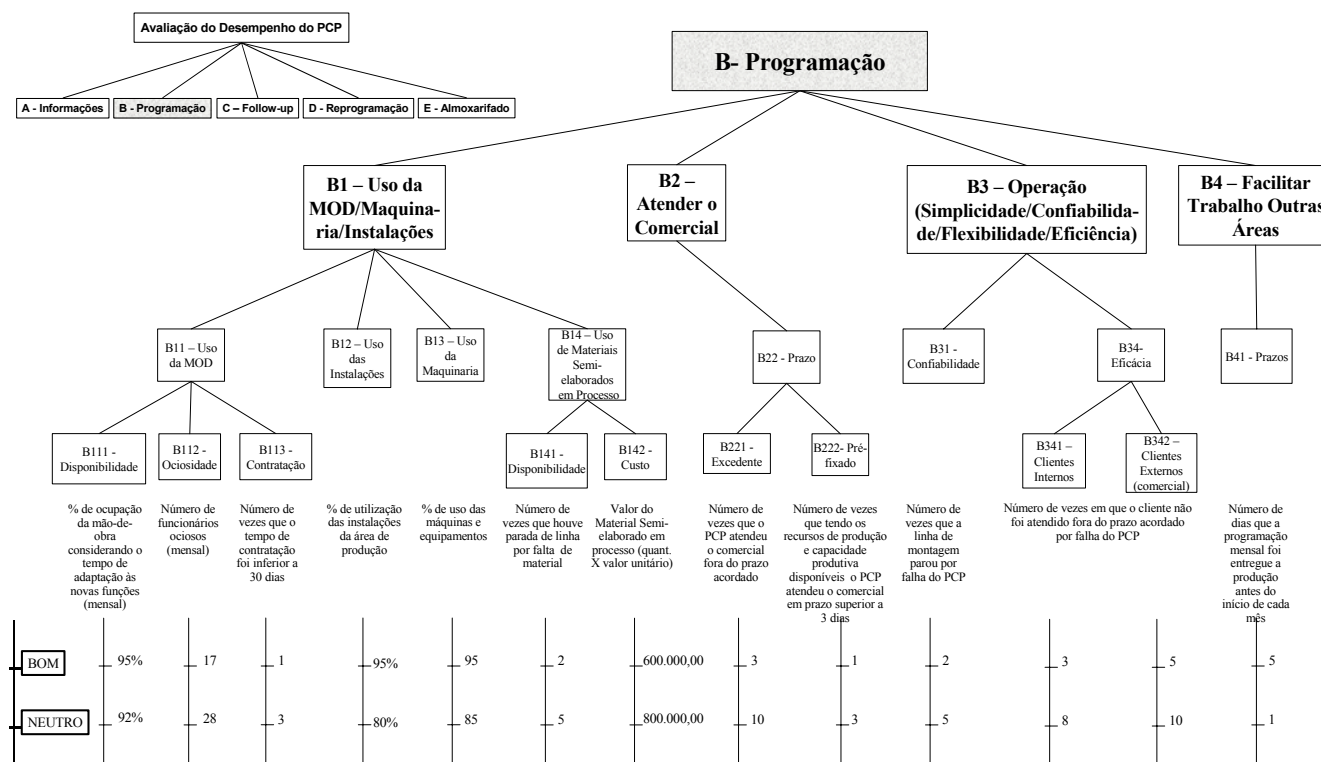 Avaliação do Desempenho do PCP
A - Informações
B - Programação
C – Follow-up
D - Reprogramação
E - Almoxarifado
B- Programação
B1 – Uso da
MOD/Maquina-
ria/Instalações
B2 –
Atender o
Comercial
B3 – Operação
(Simplicidade/Confiabilida-
de/Flexibilidade/Eficiência)
B4 – Facilitar
Trabalho Outras
Áreas
B11 – Uso
da MOD
B12 – Uso
das
Instalações
B13 – Uso
da
Maquinaria
B14 – Uso
de Materiais
Semi-
elaborados
em Processo
B22 - Prazo
B31 -
Confiabilidade
B34-
Eficácia
B41 - Prazos
B111 -
Disponibilidade
B112 -
Ociosidade
B113 -
Contratação
B141 -
Disponibilidade
B142 -
Custo
B221 -
Excedente
B222- Pré-
fixado
B341 –
Clientes
Internos
B342 –
Clientes
Externos
(comercial)
% de ocupação
da mão-de-
obra
considerando o
tempo de
adaptação às
novas funções
(mensal)
Número de
funcionários
ociosos
(mensal)
Número de
vezes que o
tempo de
contratação
foi inferior a
30 dias
% de utilização
das instalações
da área de
produção
% de uso das
máquinas e
equipamentos
Número de
vezes que houve
parada de linha
por falta de
material
Valor do
Material Semi-
elaborado em
processo (quant.
X valor unitário)
Número de
vezes que o
PCP atendeu
o comercial
fora do prazo
acordado
Número de vezes
que tendo os
recursos de produção
e capacidade
produtiva
disponíveis o PCP
atendeu o comercial
em prazo superior a
3 dias
Número de
vezes que a
linha de
montagem
parou por
falha do PCP
Número de vezes em que o cliente não
foi atendido fora do prazo acordado
por falha do PCP
Número de
dias que a
programação
mensal foi
entregue a
produção
antes do
início de cada
mês
BOM 95% 17 1 95% 95 2 600.000,00 3 1 2 3 5 5
NEUTRO 92% 28 3 80% 85 5 800.000,00 10 3 5 8 10 1